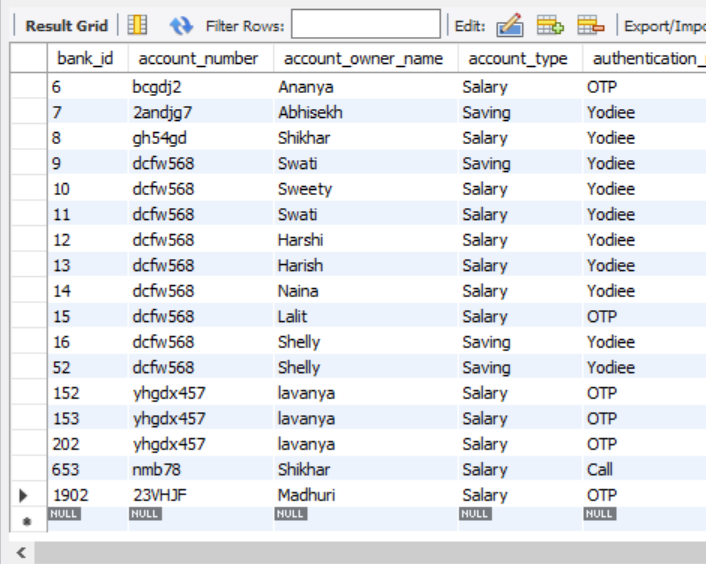 Result Grid Filter Rows: Edit: Export/Impo
bank_id account_number account_owner_name account_type authentication_
6 bcgdj2 Ananya Salary OTP
7 2andjg7 Abhisekh Saving Yodiee
8 gh54gd Shikhar Salary Yodiee
9 dcfw568 Swati Saving Yodiee
10 dcfw568 Sweety Salary Yodiee
11 dcfw568 Swati Salary Yodiee
12 dcfw568 Harshi Salary Yodiee
13 dcfw568 Harish Salary Yodiee
14 dcfw568 Naina Salary Yodiee
15 dcfw568 Lalit Salary OTP
16 dcfw568 Shelly Saving Yodiee
52 dcfw568 Shelly Saving Yodiee
152 yhgdx457 lavanya Salary OTP
153 yhgdx457 lavanya Salary OTP
202 yhgdx457 lavanya Salary OTP
653 nmb78 Shikhar Salary Call
1902 23VHJF Madhuri Salary OTP
NULL NULL NULL NULL NULL